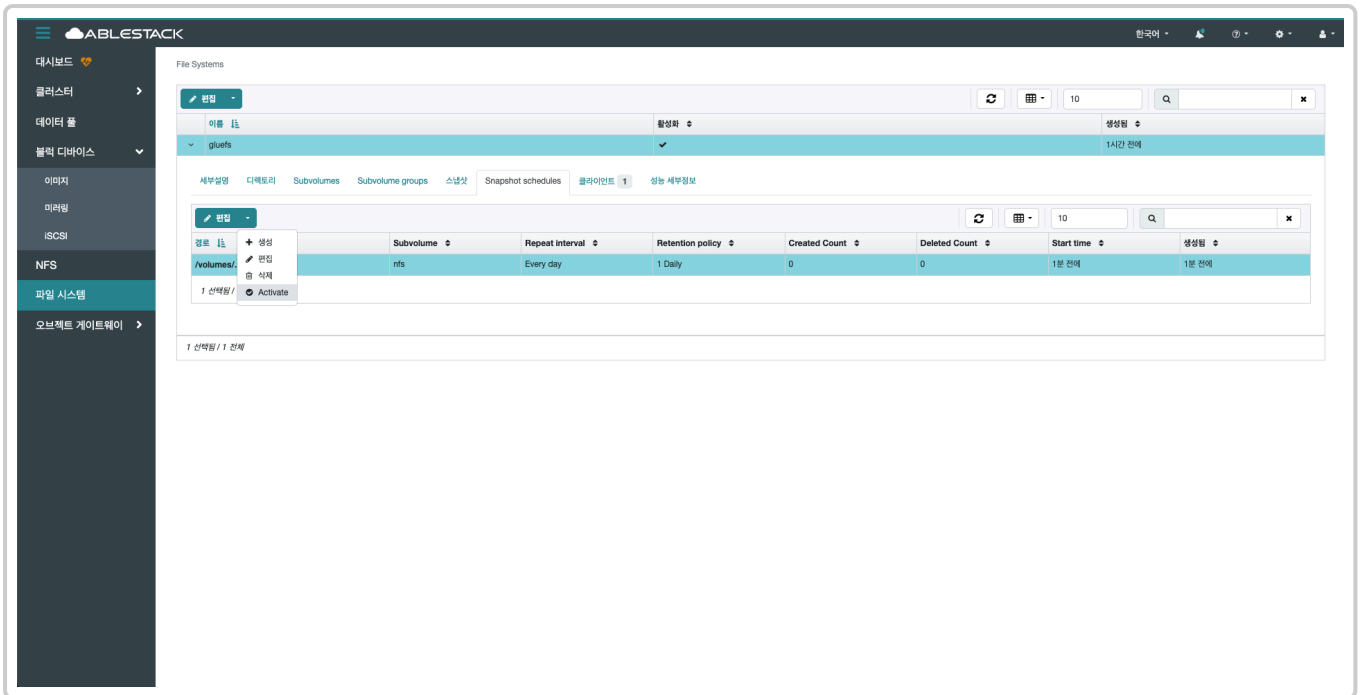 ABLESTACK 한국어
대시보드
클러스터
데이터 풀
블럭 디바이스
이미지
미러링
iSCSI
NFS
파일 시스템
오브젝트 게이트웨이
File Systems
편집 10
이름 활성화 생성됨
gluefs 1시간 전에
세부설명 디렉토리 Subvolumes Subvolume groups 스냅샷 Snapshot schedules 클라이언트 1 성능 세부정보
편집 10
경로 Subvolume Repeat interval Retention policy Created Count Deleted Count Start time 생성됨
/volumes/. nfs Every day 1 Daily 0 0 1분 전에 1분 전에
1 선택됨 /
생성
편집
삭제
Activate
1 선택됨 / 1 전체